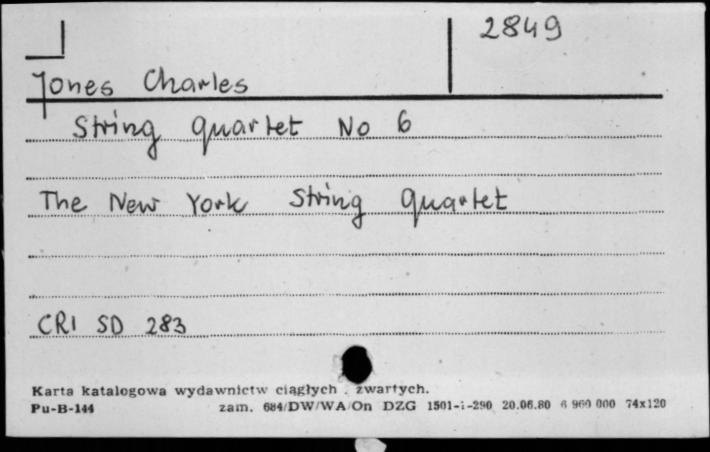 2849
Jones Charles
String quartet No 6
The New York String Quartet
CRI SD 283
Karta katalogowa wydawnictw ciągłych . zwartych.
Pu-B-144 zam. 684/DW/WA/On DZG 1501-1-290 20.06.80 6 960 000 74x120